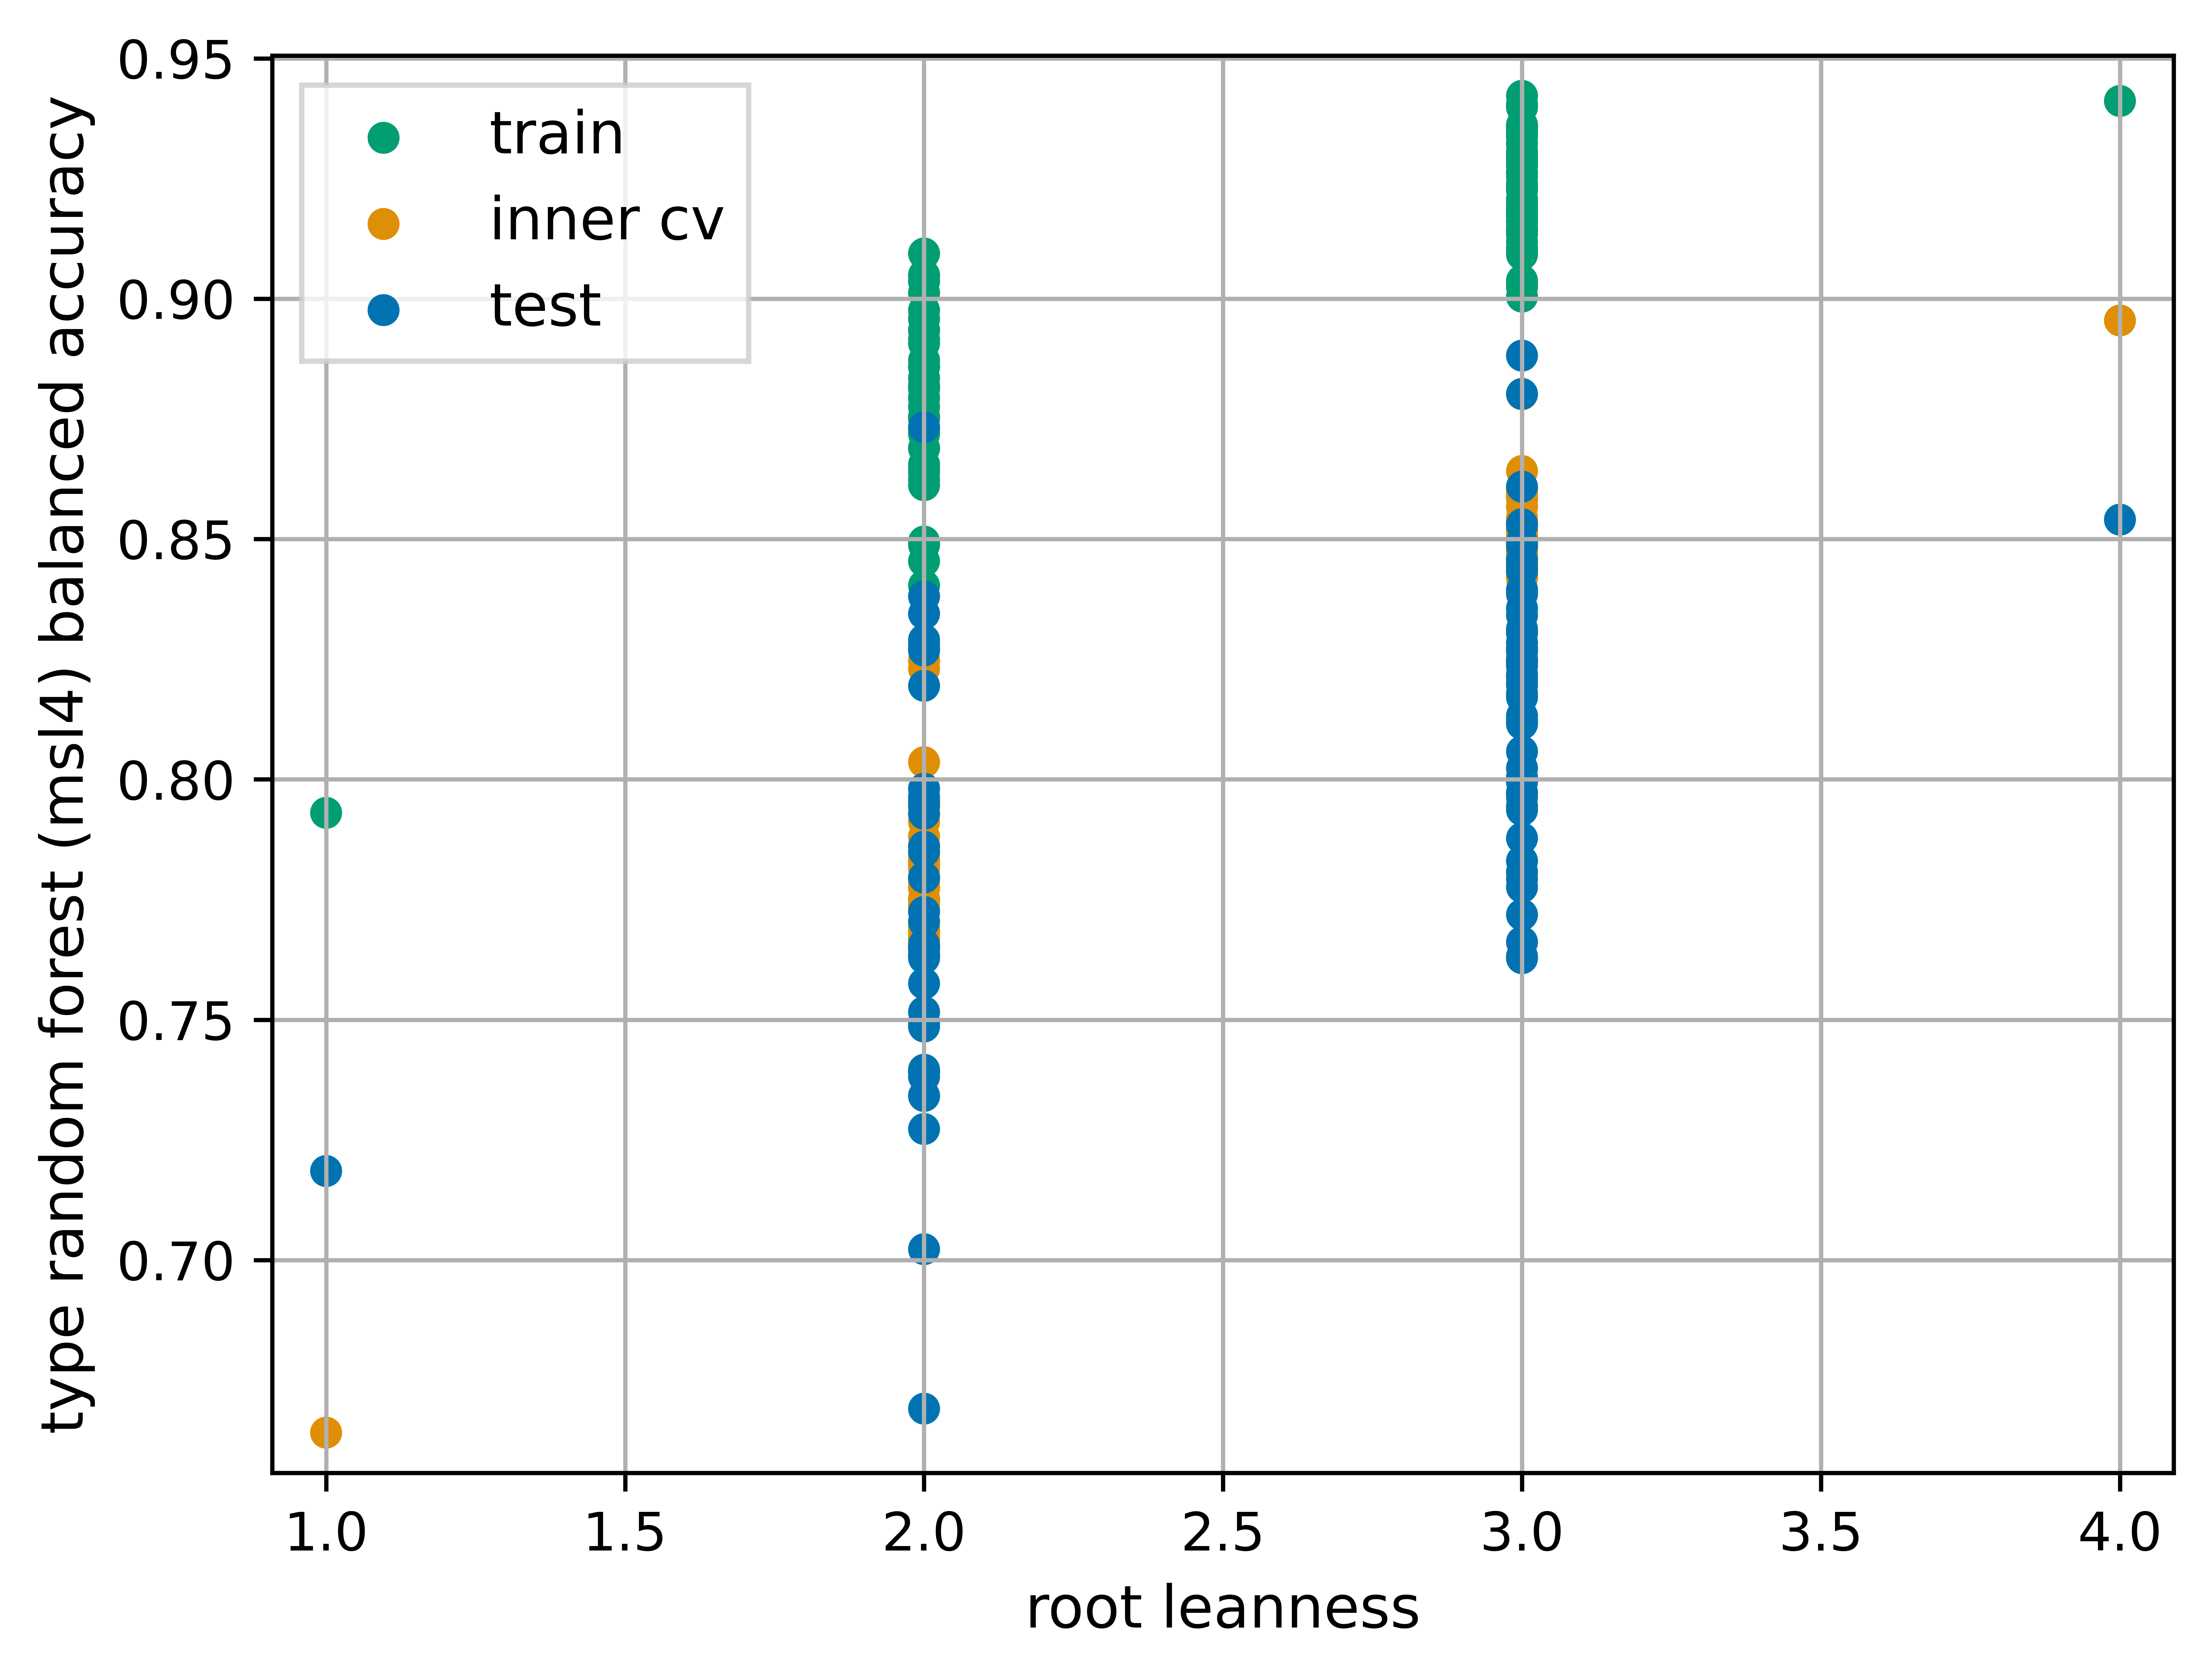 type random forest (msl4) balanced accuracy
0.95
0.90
0.85
0.80
0.75
0.70
train
inner cv
test
1.0 1.5 2.0 2.5 3.0 3.5 4.0
root leanness